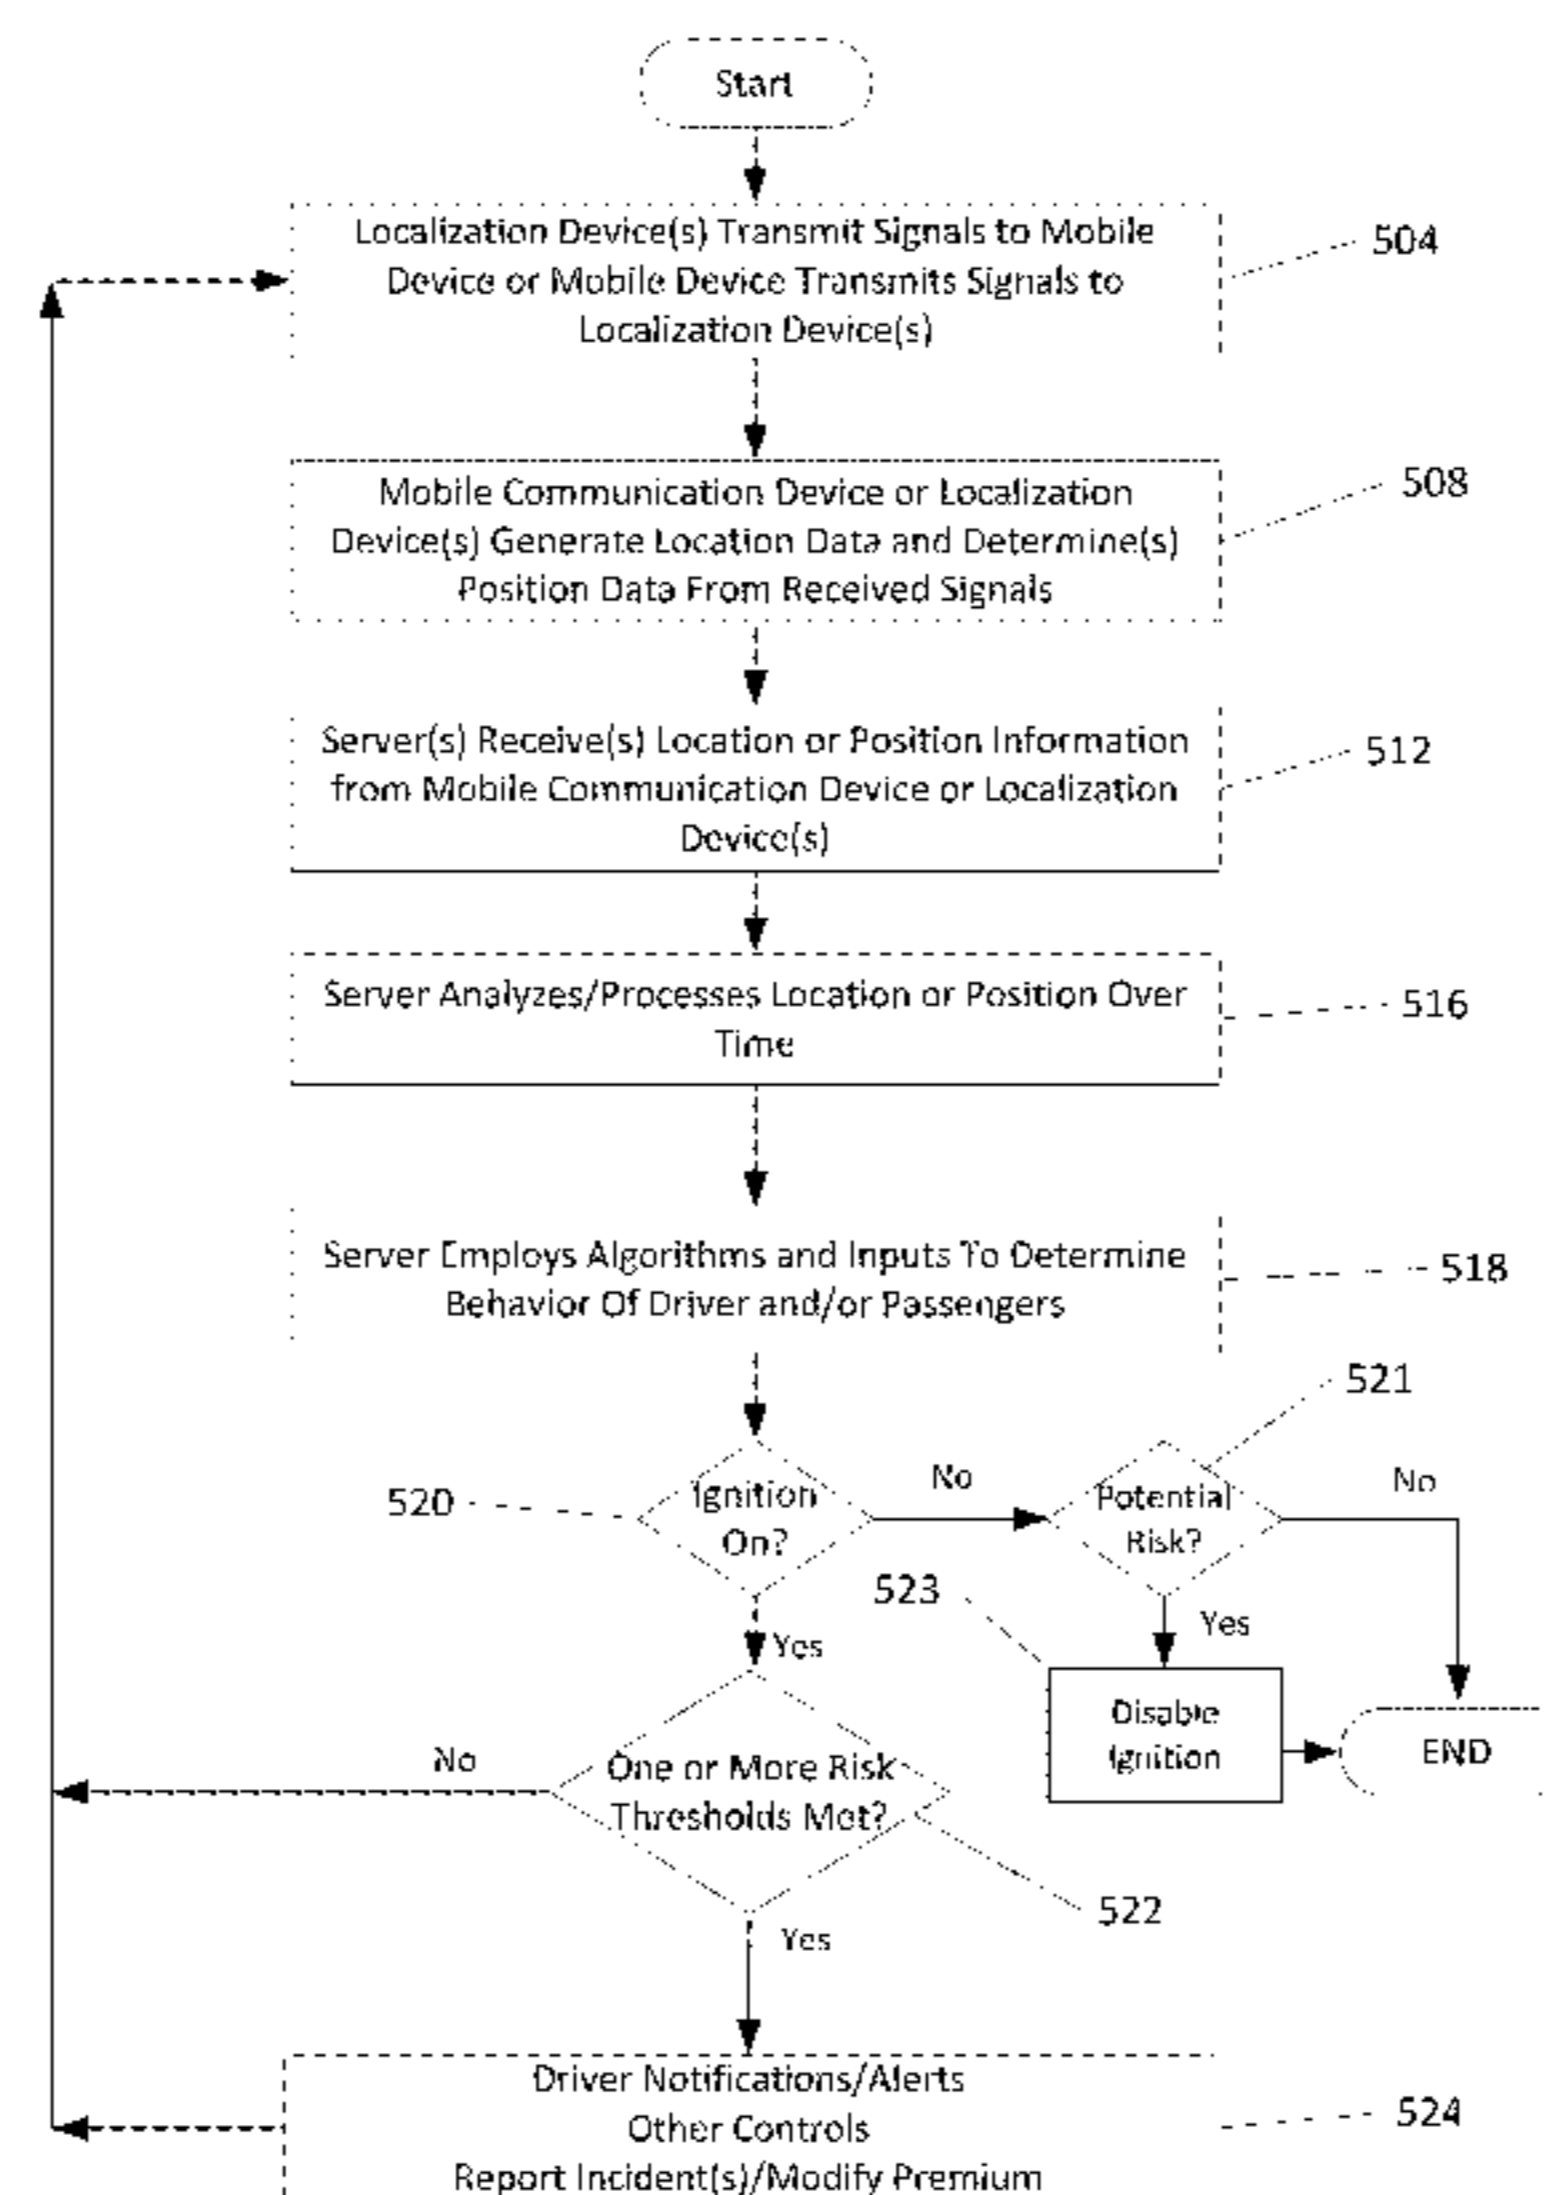 Start
Localization Device(s) Transmit Signals to Mobile
Device or Mobile Device Transmits Signals to
Localization Device(s)
504
Mobile Communication Device or Localization
Device(s) Generate Location Data and Determine(s)
Position Data From Received Signals
508
Server(s) Receive(s) Location or Position Information
from Mobile Communication Device or Localization
Device(s)
512
Server Analyzes/Processes Location or Position Over
Time
516
Server Employs Algorithms and Inputs To Determine
Behavior Of Driver and/or Passengers
518
520
Ignition
On?
No
521
Potential
Risk?
No
Yes
523
Yes
Disable
Ignition
END
No
One or More Risk
Thresholds Met?
522
Yes
Driver Notifications/Alerts
Other Controls
Report Incident(s)/Modify Premium
524